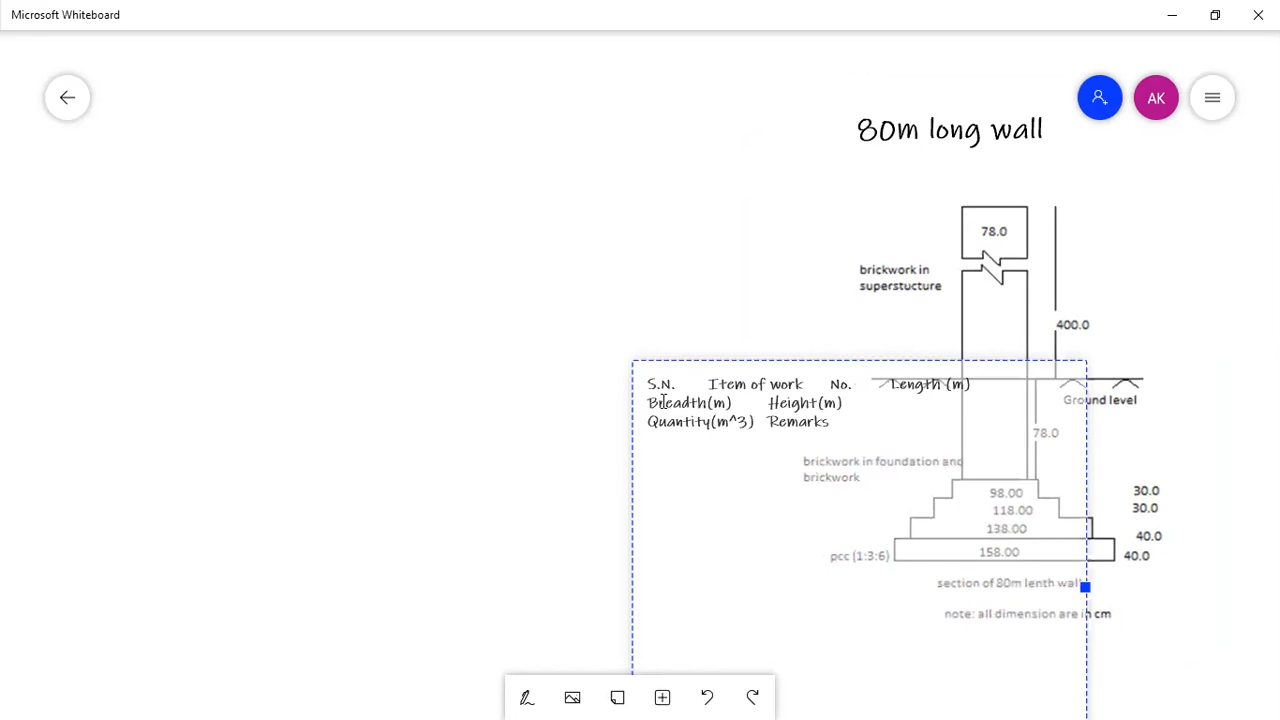 Microsoft Whiteboard
AK
80m long wall
78.0
brickwork in
superstucture
400.0
S.N. Item of work No. Length (m)
Breadth(m) Height(m)
Quantity(m^3) Remarks
Ground level
78.0
brickwork in foundation and
brickwork
98.00
30.0
118.00
30.0
138.00
40.0
pcc (1:3:6)
158.00
40.0
section of 80m lenth wall
note: all dimension are in cm